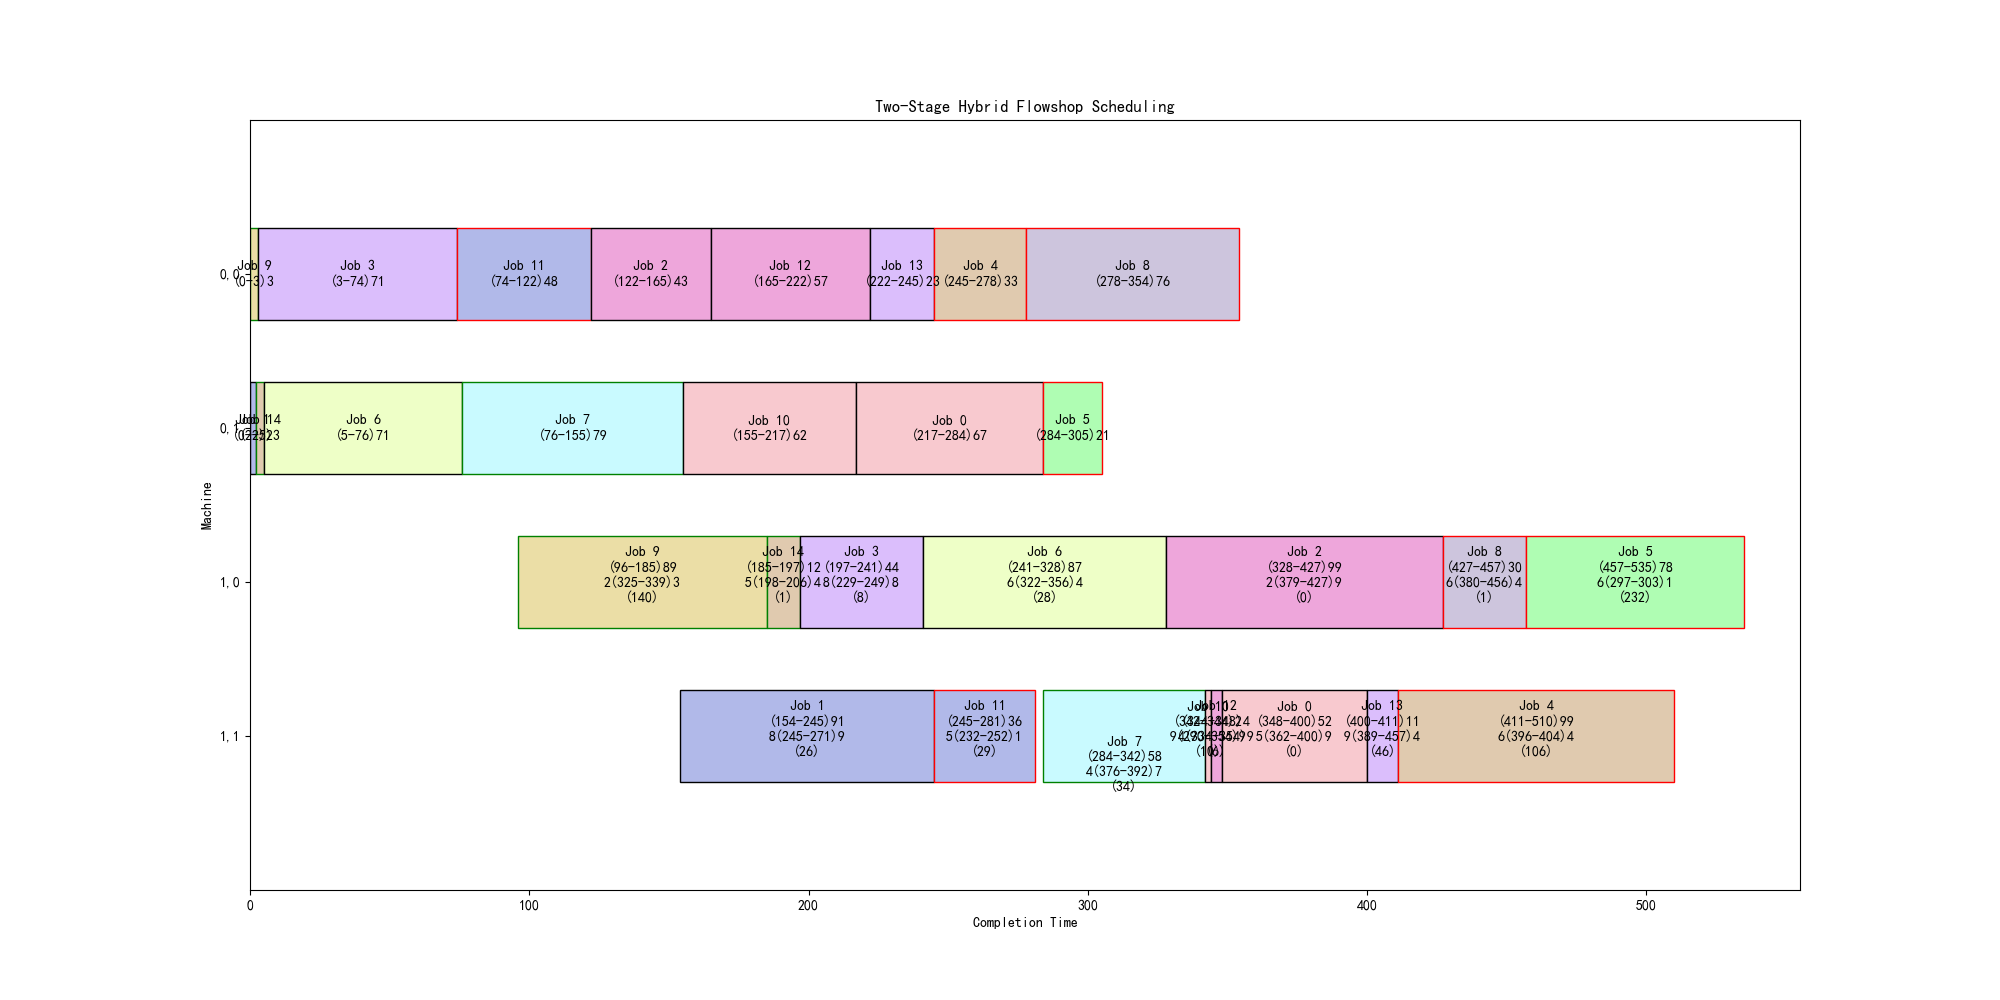 Two-Stage Hybrid Flowshop Scheduling
Machine
0,0
Job 9
(0-3)3
Job 3
(3-74)71
Job 11
(74-122)48
Job 2
(122-165)43
Job 12
(165-222)57
Job 13
(222-245)23
Job 4
(245-278)33
Job 8
(278-354)76
0,1
Job 6
(5-76)71
Job 7
(76-155)79
Job 10
(155-217)62
Job 0
(217-284)67
Job 5
(284-305)21
1,0
Job 9
(96-185)89
2(325-339)3
(140)
Job 14
(185-197)12
5(198-206)4
(1)
Job 3
(197-241)44
8(229-249)8
(8)
Job 6
(241-328)87
6(322-356)4
(28)
Job 2
(328-427)99
2(379-427)9
(0)
Job 8
(427-457)30
6(380-456)4
(1)
Job 5
(457-535)78
6(297-303)1
(232)
1,1
Job 1
(154-245)91
8(245-271)9
(26)
Job 11
(245-281)36
5(232-252)1
(29)
Job 7
(284-342)58
4(376-392)7
(34)
Job 0
(348-400)52
5(362-400)9
(0)
Job 13
(400-411)11
9(389-457)4
(46)
Job 4
(411-510)99
6(396-404)4
(106)
0
100
200
300
400
500
Completion Time